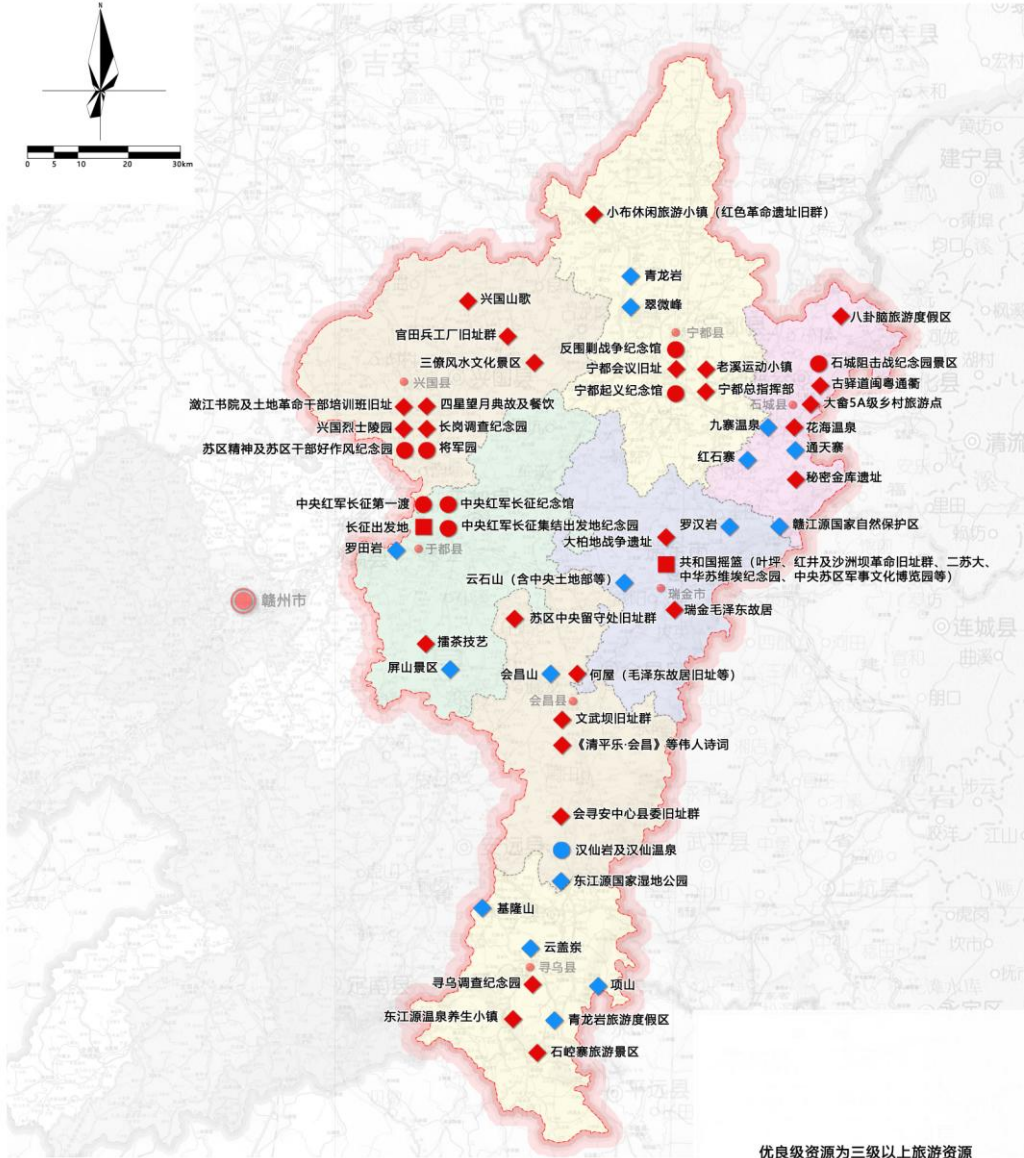 N
0 5 10 20 30km
小布休闲旅游小镇（红色革命遗址旧群）
青龙岩
翠微峰
宁都县
兴国山歌
官田兵工厂旧址群
三僚风水文化景区
兴国县
反围剿战争纪念馆
宁都会议旧址
宁都起义纪念馆
老溪运动小镇
宁都总指挥部
八卦脑旅游度假区
石城阻击战纪念园景区
古驿道闽粤通衢
大畲5A级乡村旅游点
石城县
九寨温泉
花海温泉
红石寨
通天寨
秘密金库遗址
潋江书院及土地革命干部培训班旧址
四星望月典故及餐饮
兴国烈士陵园
长岗调查纪念园
苏区精神及苏区干部好作风纪念园
将军园
中央红军长征第一渡
中央红军长征纪念馆
长征出发地
中央红军长征集结出发地纪念园
罗田岩
于都县
大柏地战争遗址
罗汉岩
赣江源国家自然保护区
共和国摇篮（叶坪、红井及沙洲坝革命旧址群、二苏大、
中华苏维埃纪念园、中央苏区军事文化博览园等）
云石山（含中央土地部等）
瑞金市
瑞金毛泽东故居
赣州市
苏区中央留守处旧址群
擂茶技艺
屏山景区
会昌山
何屋（毛泽东故居旧址等）
会昌县
文武坝旧址群
《清平乐·会昌》等伟人诗词
会寻安中心县委旧址群
汉仙岩及汉仙温泉
东江源国家湿地公园
基隆山
云盖岽
寻乌县
寻乌调查纪念园
项山
东江源温泉养生小镇
青龙岩旅游度假区
石崆寨旅游景区
建宁县
连城县
武平县
上杭县
优良级资源为三级以上旅游资源